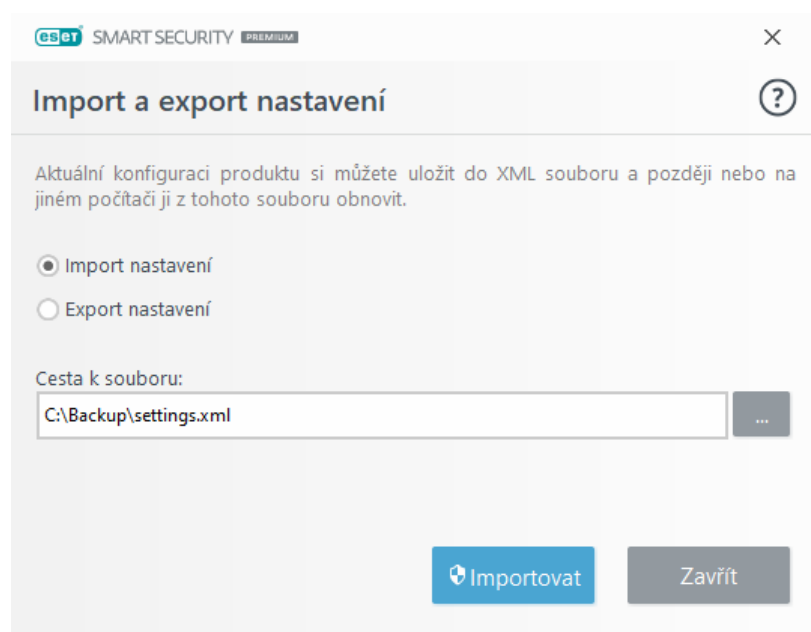 eset SMART SECURITY PREMIUM
Import a export nastavení
?
Aktuální konfiguraci produktu si můžete uložit do XML souboru a později nebo na
jiném počítači ji z tohoto souboru obnovit.
Import nastavení
Export nastavení
Cesta k souboru:
C:\Backup\settings.xml
...
Importovat
Zavřít